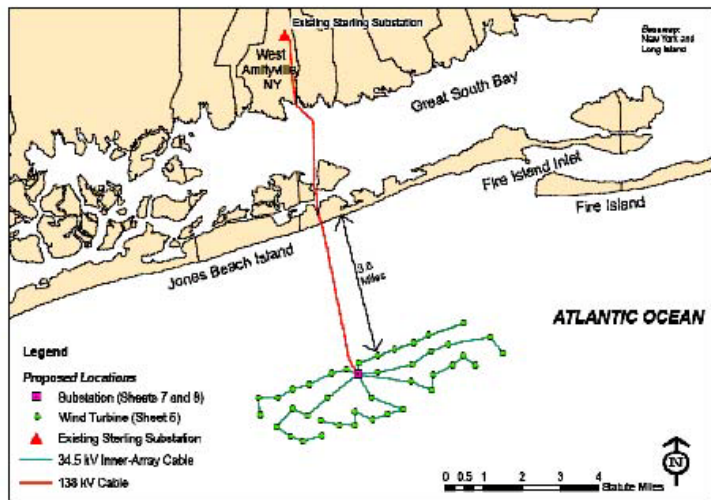 Existing Sterling Substation
Basemap:
New York and
Long Island
West
Amityville
NY
Great South Bay
Fire Island Inlet
Fire Island
Jones Beach Island
3.6
Miles
ATLANTIC OCEAN
Legend
Proposed Locations
Substation (Sheets 7 and 8)
Wind Turbine (Sheet 6)
Existing Sterling Substation
34.5 kV Inner-Array Cable
138 kV Cable
N
0 0.5 1 2 3 4
Statute Miles